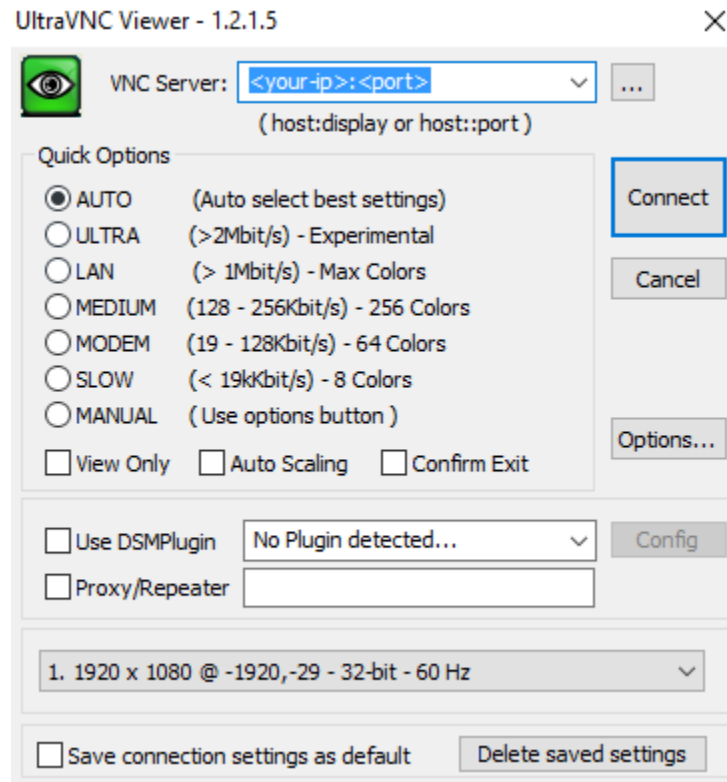 UltraVNC Viewer - 1.2.1.5
VNC Server: <your-ip>:<port> ...
( host:display or host::port )
Quick Options
AUTO (Auto select best settings)
Connect
ULTRA (>2Mbit/s) - Experimental
LAN (> 1Mbit/s) - Max Colors
Cancel
MEDIUM (128 - 256Kbit/s) - 256 Colors
MODEM (19 - 128Kbit/s) - 64 Colors
SLOW (< 19kKbit/s) - 8 Colors
MANUAL ( Use options button )
Options...
View Only Auto Scaling Confirm Exit
Use DSMPlugin No Plugin detected... Config
Proxy/Repeater
1. 1920 x 1080 @ -1920,-29 - 32-bit - 60 Hz
Save connection settings as default Delete saved settings